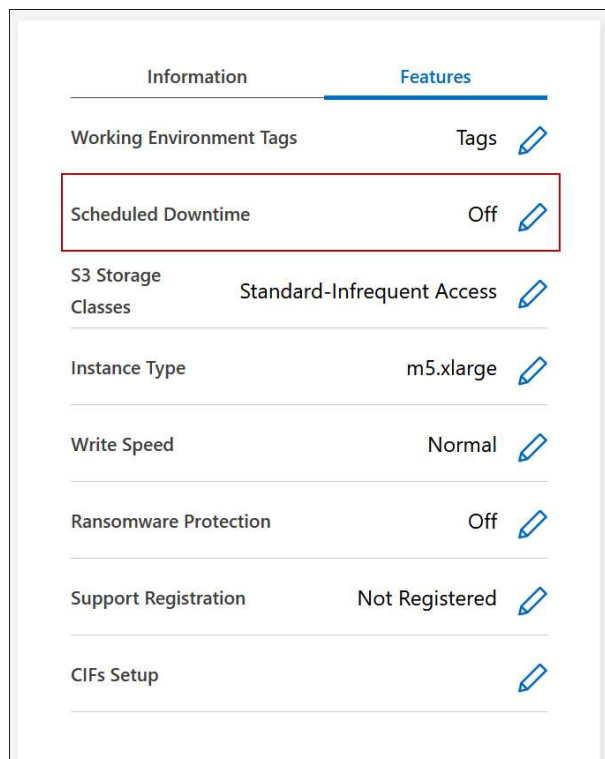 Information Features
Working Environment Tags Tags
Scheduled Downtime Off
S3 Storage
Classes Standard-Infrequent Access
Instance Type m5.xlarge
Write Speed Normal
Ransomware Protection Off
Support Registration Not Registered
CIFs Setup